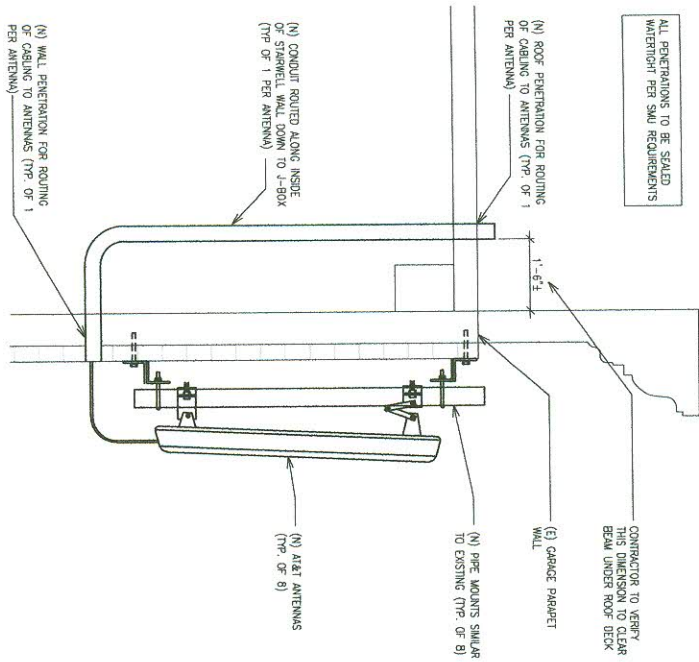 ALL PENETRATIONS TO BE SEALED
WATERTIGHT PER SMU REQUIREMENTS
(N) ROOF PENETRATION FOR ROUTING
OF CABLING TO ANTENNAS (TYP. OF 1
PER ANTENNA)
(N) CONDUIT ROUTED ALONG INSIDE
OF STAIRWELL WALL DOWN TO J-BOX
(TYP OF 1 PER ANTENNA)
(N) WALL PENETRATION FOR ROUTING
OF CABLING TO ANTENNAS (TYP. OF 1
PER ANTENNA)
1'-6"±
CONTRACTOR TO VERIFY
THIS DIMENSION TO CLEAR
BEAM UNDER ROOF DECK
(E) GARAGE PARAPET
WALL
(N) PIPE MOUNTS SIMILAR
TO EXISTING (TYP. OF 8)
(N) AT&T ANTENNAS
(TYP. OF 8)